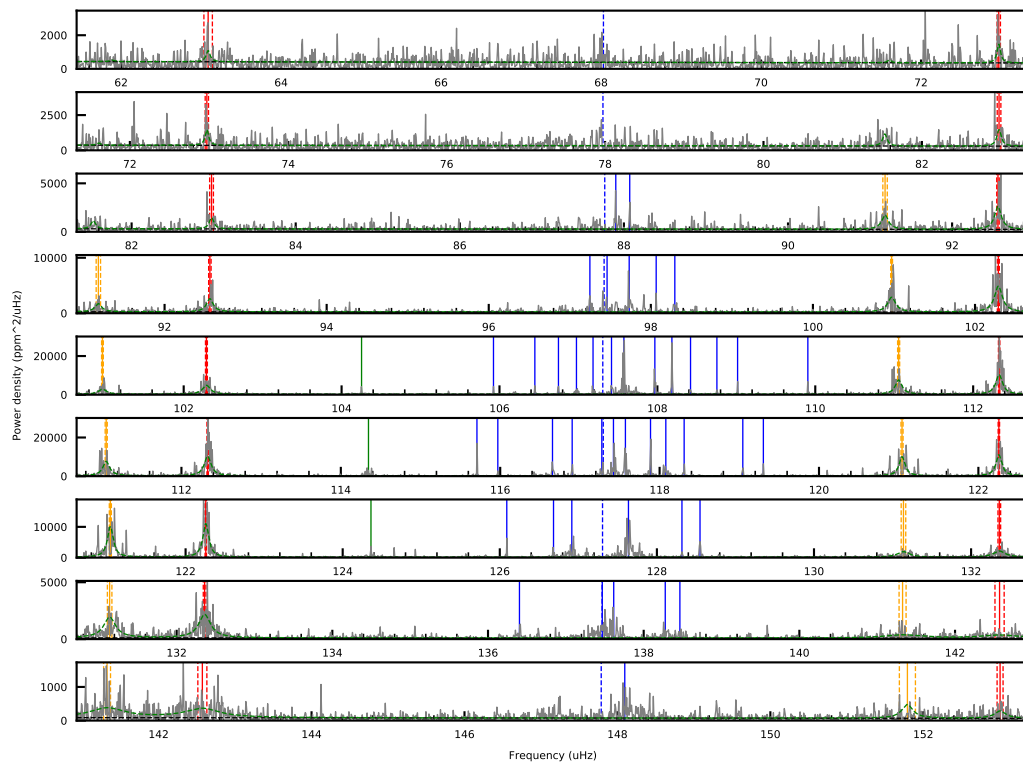 2000
0
62 64 66 68 70 72
2500
0
72 74 76 78 80 82
5000
0
82 84 86 88 90 92
10000
0
92 94 96 98 100 102
20000
0
102 104 106 108 110 112
20000
0
112 114 116 118 120 122
10000
0
122 124 126 128 130 132
5000
0
132 134 136 138 140 142
1000
0
142 144 146 148 150 152
Power density (ppm^2/uHz)
Frequency (uHz)